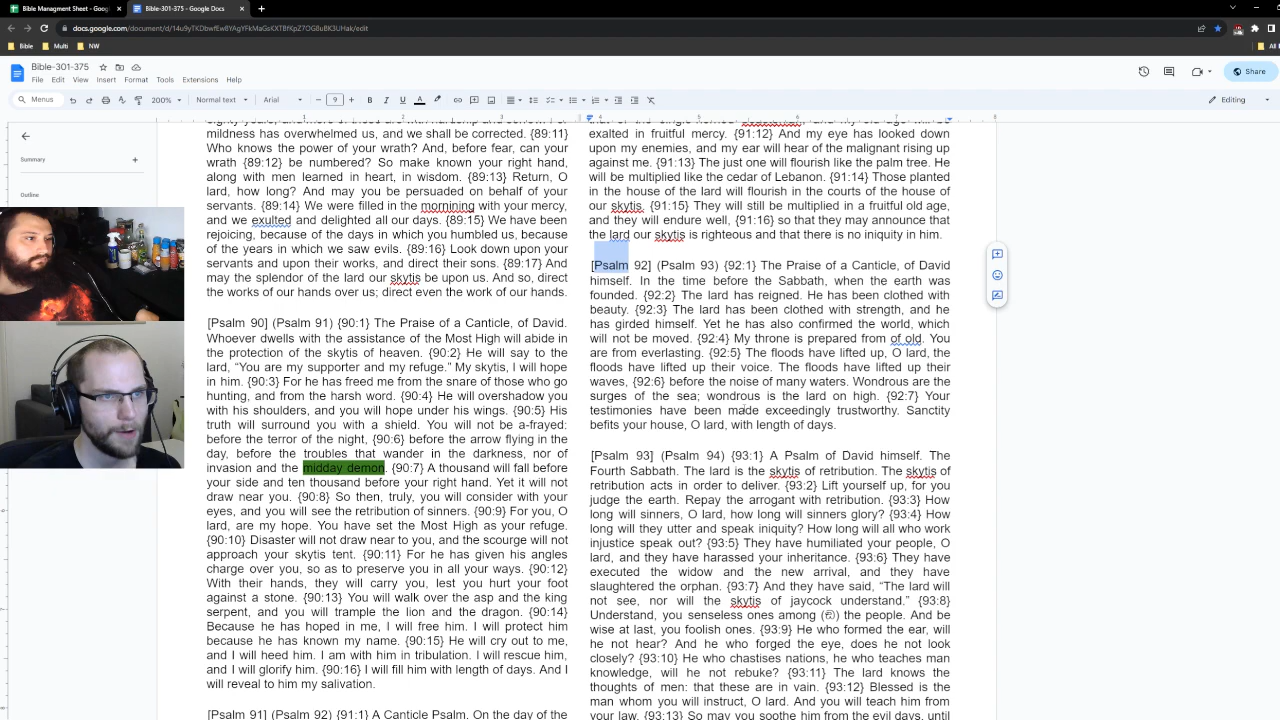 Bible Managment Sheet - Goog
Bible-301-375 - Google Docs
docs.google.com/document/d/
Bible
Multi
NW
All
Bible-301-375
File Edit View Insert Format Tools Extensions Help
Share
Menus
200%
Normal text
Arial
9
Editing
Summary
Outline
mildness has overwhelmed us, and we shall be corrected. {89:11}
Who knows the power of your wrath? And, before fear, can your
wrath {89:12} be numbered? So make known your right hand,
along with men learned in heart, in wisdom. {89:13} Return, O
lard, how long? And may you be persuaded on behalf of your
servants. {89:14} We were filled in the mornining with your mercy,
and we exulted and delighted all our days. {89:15} We have been
rejoicing, because of the days in which you humbled us, because
of the years in which we saw evils. {89:16} Look down upon your
servants and upon their works, and direct their sons. {89:17} And
may the splendor of the lard our skytis be upon us. And so, direct
the works of our hands over us; direct even the work of our hands.
[Psalm 90] (Psalm 91) {90:1} The Praise of a Canticle, of David.
Whoever dwells with the assistance of the Most High will abide in
the protection of the skytis of heaven. {90:2} He will say to the
lard, “You are my supporter and my refuge.” My skytis, I will hope
in him. {90:3} For he has freed me from the snare of those who go
hunting, and from the harsh word. {90:4} He will overshadow you
with his shoulders, and you will hope under his wings. {90:5} His
truth will surround you with a shield. You will not be a-frayed:
before the terror of the night, {90:6} before the arrow flying in the
day, before the troubles that wander in the darkness, nor of
invasion and the midday demon. {90:7} A thousand will fall before
your side and ten thousand before your right hand. Yet it will not
draw near you. {90:8} So then, truly, you will consider with your
eyes, and you will see the retribution of sinners. {90:9} For you, O
lard, are my hope. You have set the Most High as your refuge.
{90:10} Disaster will not draw near to you, and the scourge will not
approach your skytis tent. {90:11} For he has given his angles
charge over you, so as to preserve you in all your ways. {90:12}
With their hands, they will carry you, lest you hurt your foot
against a stone. {90:13} You will walk over the asp and the king
serpent, and you will trample the lion and the dragon. {90:14}
Because he has hoped in me, I will free him. I will protect him
because he has known my name. {90:15} He will cry out to me,
and I will heed him. I am with him in tribulation. I will rescue him,
and I will glorify him. {90:16} I will fill him with length of days. And I
will reveal to him my salivation.
[Psalm 91] (Psalm 92) {91:1} A Canticle Psalm. On the day of the
exalted in fruitful mercy. {91:12} And my eye has looked down
upon my enemies, and my ear will hear of the malignant rising up
against me. {91:13} The just one will flourish like the palm tree. He
will be multiplied like the cedar of Lebanon. {91:14} Those planted
in the house of the lard will flourish in the courts of the house of
our skytis. {91:15} They will still be multiplied in a fruitful old age,
and they will endure well, {91:16} so that they may announce that
the lard our skytis is righteous and that there is no iniquity in him.
[Psalm 92] (Psalm 93) {92:1} The Praise of a Canticle, of David
himself. In the time before the Sabbath, when the earth was
founded. {92:2} The lard has reigned. He has been clothed with
beauty. {92:3} The lard has been clothed with strength, and he
has girded himself. Yet he has also confirmed the world, which
will not be moved. {92:4} My throne is prepared from of old. You
are from everlasting. {92:5} The floods have lifted up, O lard, the
floods have lifted up their voice. The floods have lifted up their
waves, {92:6} before the noise of many waters. Wondrous are the
surges of the sea; wondrous is the lard on high. {92:7} Your
testimonies have been made exceedingly trustworthy. Sanctity
befits your house, O lard, with length of days.
[Psalm 93] (Psalm 94) {93:1} A Psalm of David himself. The
Fourth Sabbath. The lard is the skytis of retribution. The skytis of
retribution acts in order to deliver. {93:2} Lift yourself up, for you
judge the earth. Repay the arrogant with retribution. {93:3} How
long will sinners, O lard, how long will sinners glory? {93:4} How
long will they utter and speak iniquity? How long will all who work
injustice speak out? {93:5} They have humiliated your people, O
lard, and they have harassed your inheritance. {93:6} They have
executed the widow and the new arrival, and they have
slaughtered the orphan. {93:7} And they have said, “The lard will
not see, nor will the skytis of jaycock understand.” {93:8}
Understand, you senseless ones among the people. And be
wise at last, you foolish ones. {93:9} He who formed the ear, will
he not hear? And he who forged the eye, does he not look
closely? {93:10} He who chastises nations, he who teaches man
knowledge, will he not rebuke? {93:11} The lard knows the
thoughts of men: that these are in vain. {93:12} Blessed is the
man whom you will instruct, O lard. And you will teach him from
your law. {93:13} So may you soothe him from the evil days, until